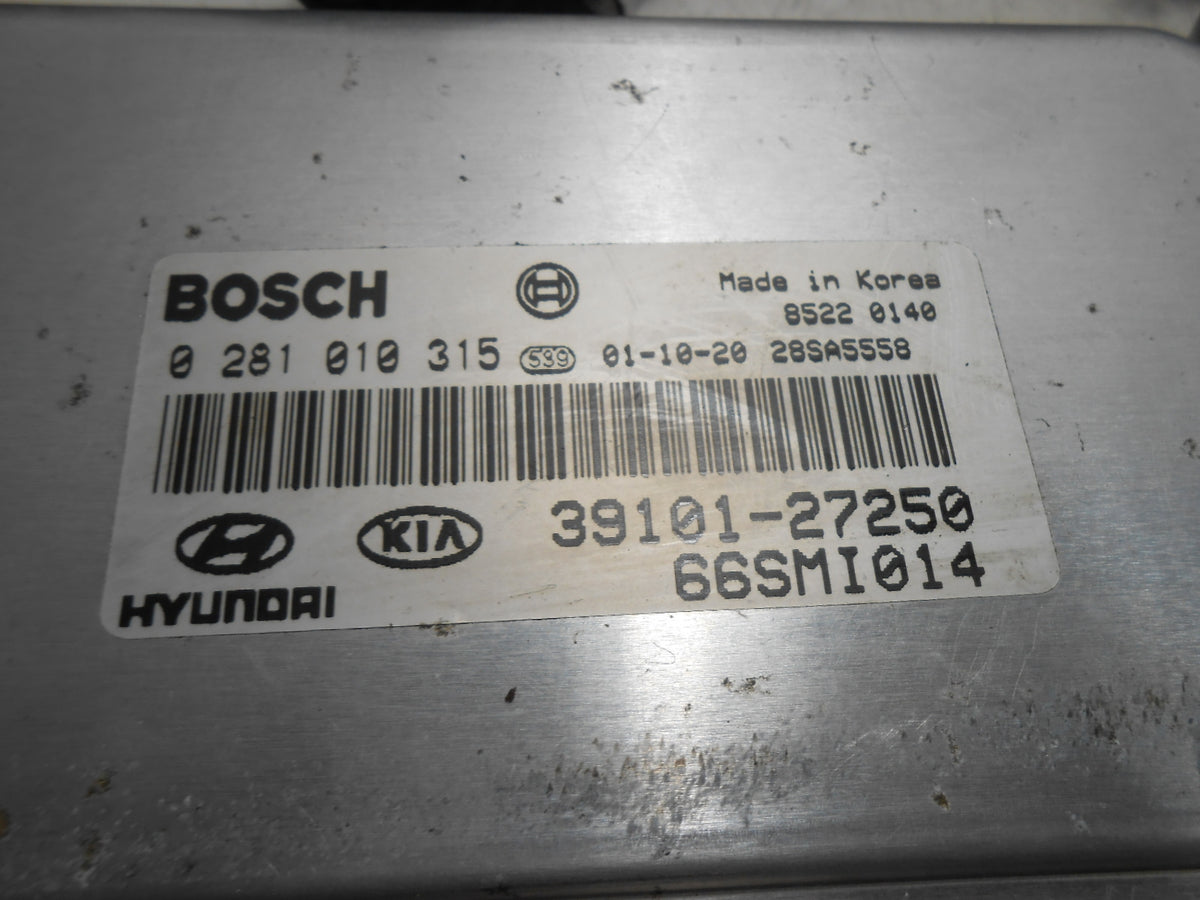 BOSCH
Made in Korea
8522 0140
0 281 010 315 539 01-10-20 28SA5558
KIA 39101-27250
66SMI014
HYUNDAI